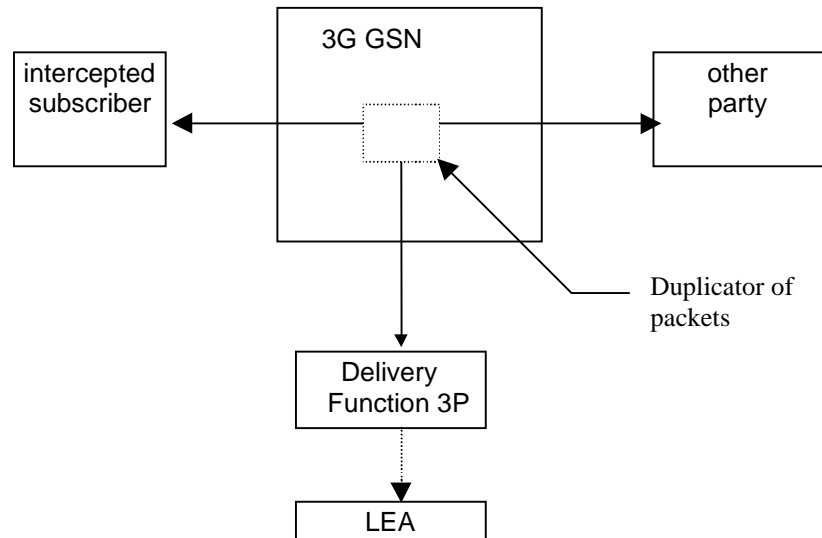 3G GSN
intercepted
subscriber
other
party
Duplicator of
packets
Delivery
Function 3P
LEA